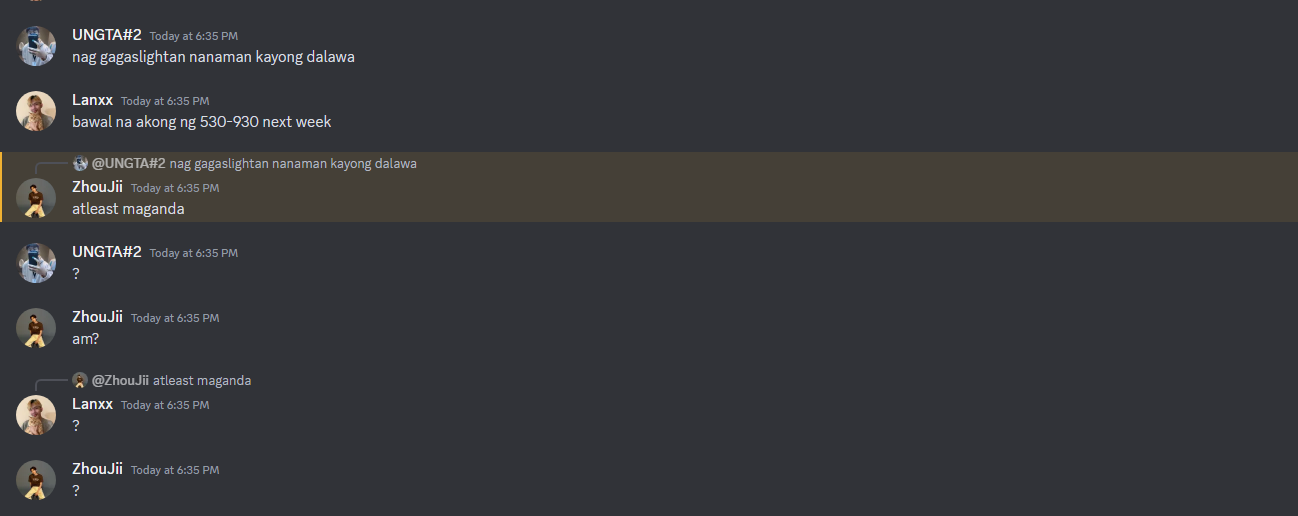 UNGTA#2 Today at 6:35 PM
nag gagaslightan nanaman kayong dalawa
Lanxx Today at 6:35 PM
bawal na akong ng 530-930 next week
@UNGTA#2 nag gagaslightan nanaman kayong dalawa
ZhouJii Today at 6:35 PM
atleast maganda
UNGTA#2 Today at 6:35 PM
?
ZhouJii Today at 6:35 PM
am?
@ZhouJii atleast maganda
Lanxx Today at 6:35 PM
?
ZhouJii Today at 6:35 PM
?